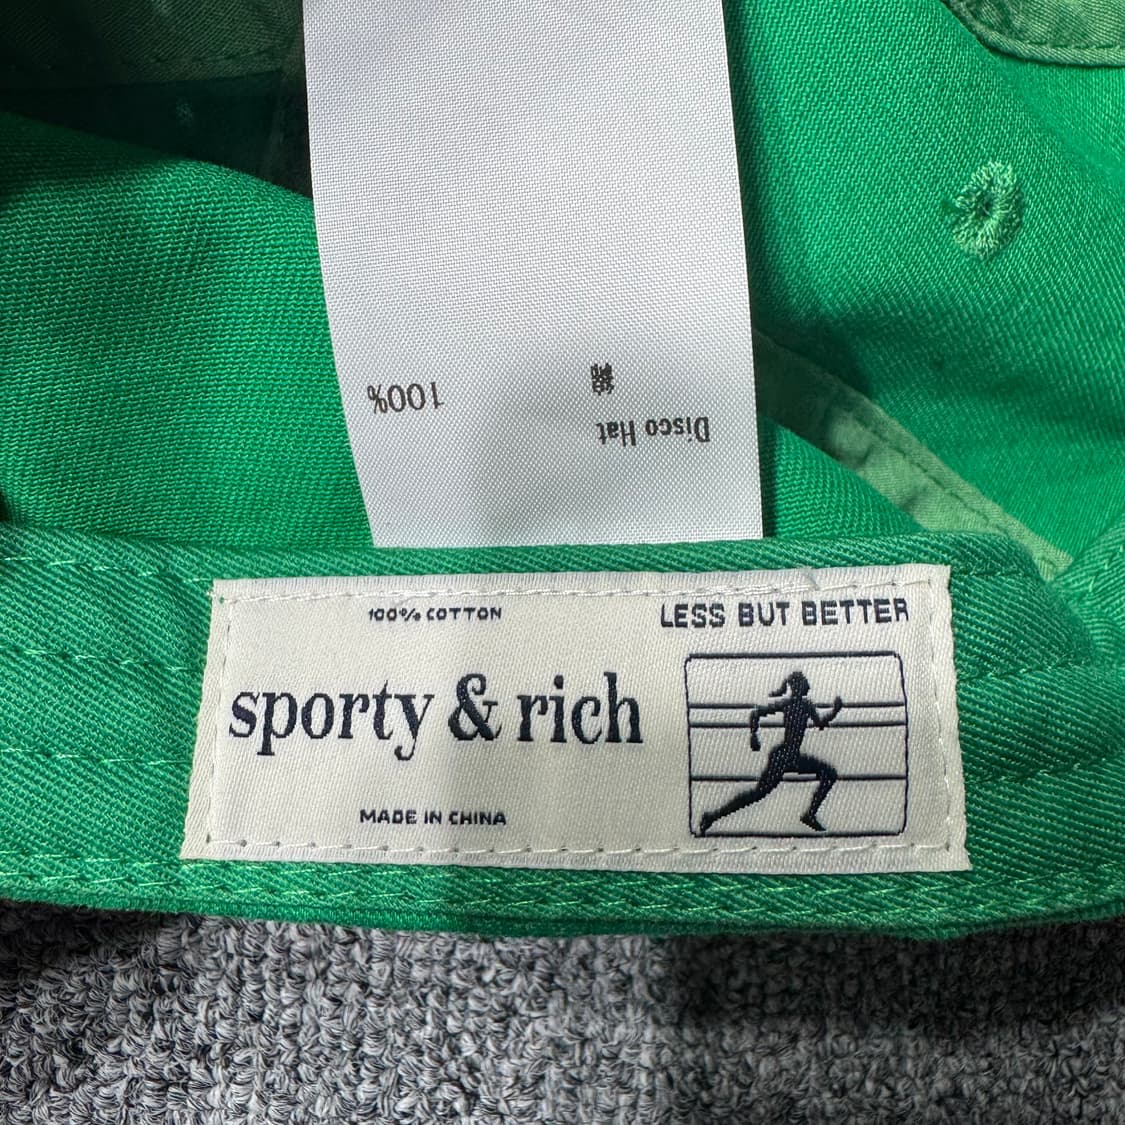 Disco Hat
100%
100% COTTON
LESS BUT BETTER
sporty & rich
MADE IN CHINA